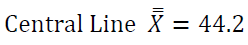 Central Line X̿ = 44.2